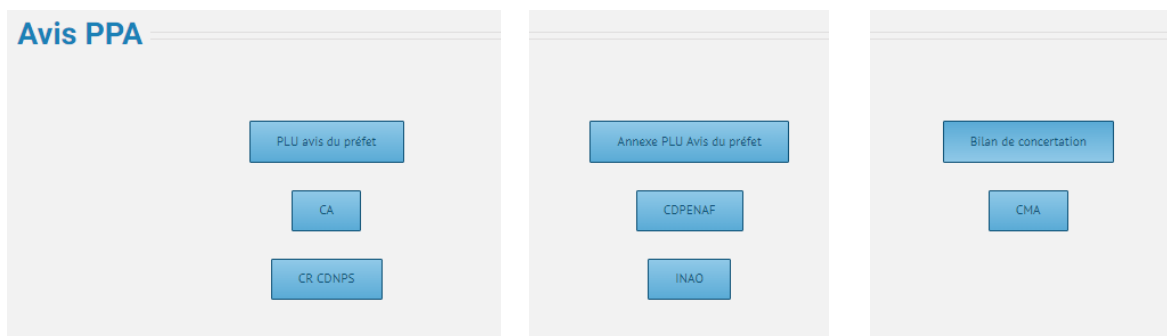 Avis PPA
PLU avis du préfet
Annexe PLU Avis du préfet
Bilan de concertation
CA
CDPENAF
CMA
CR CDNPS
INAO